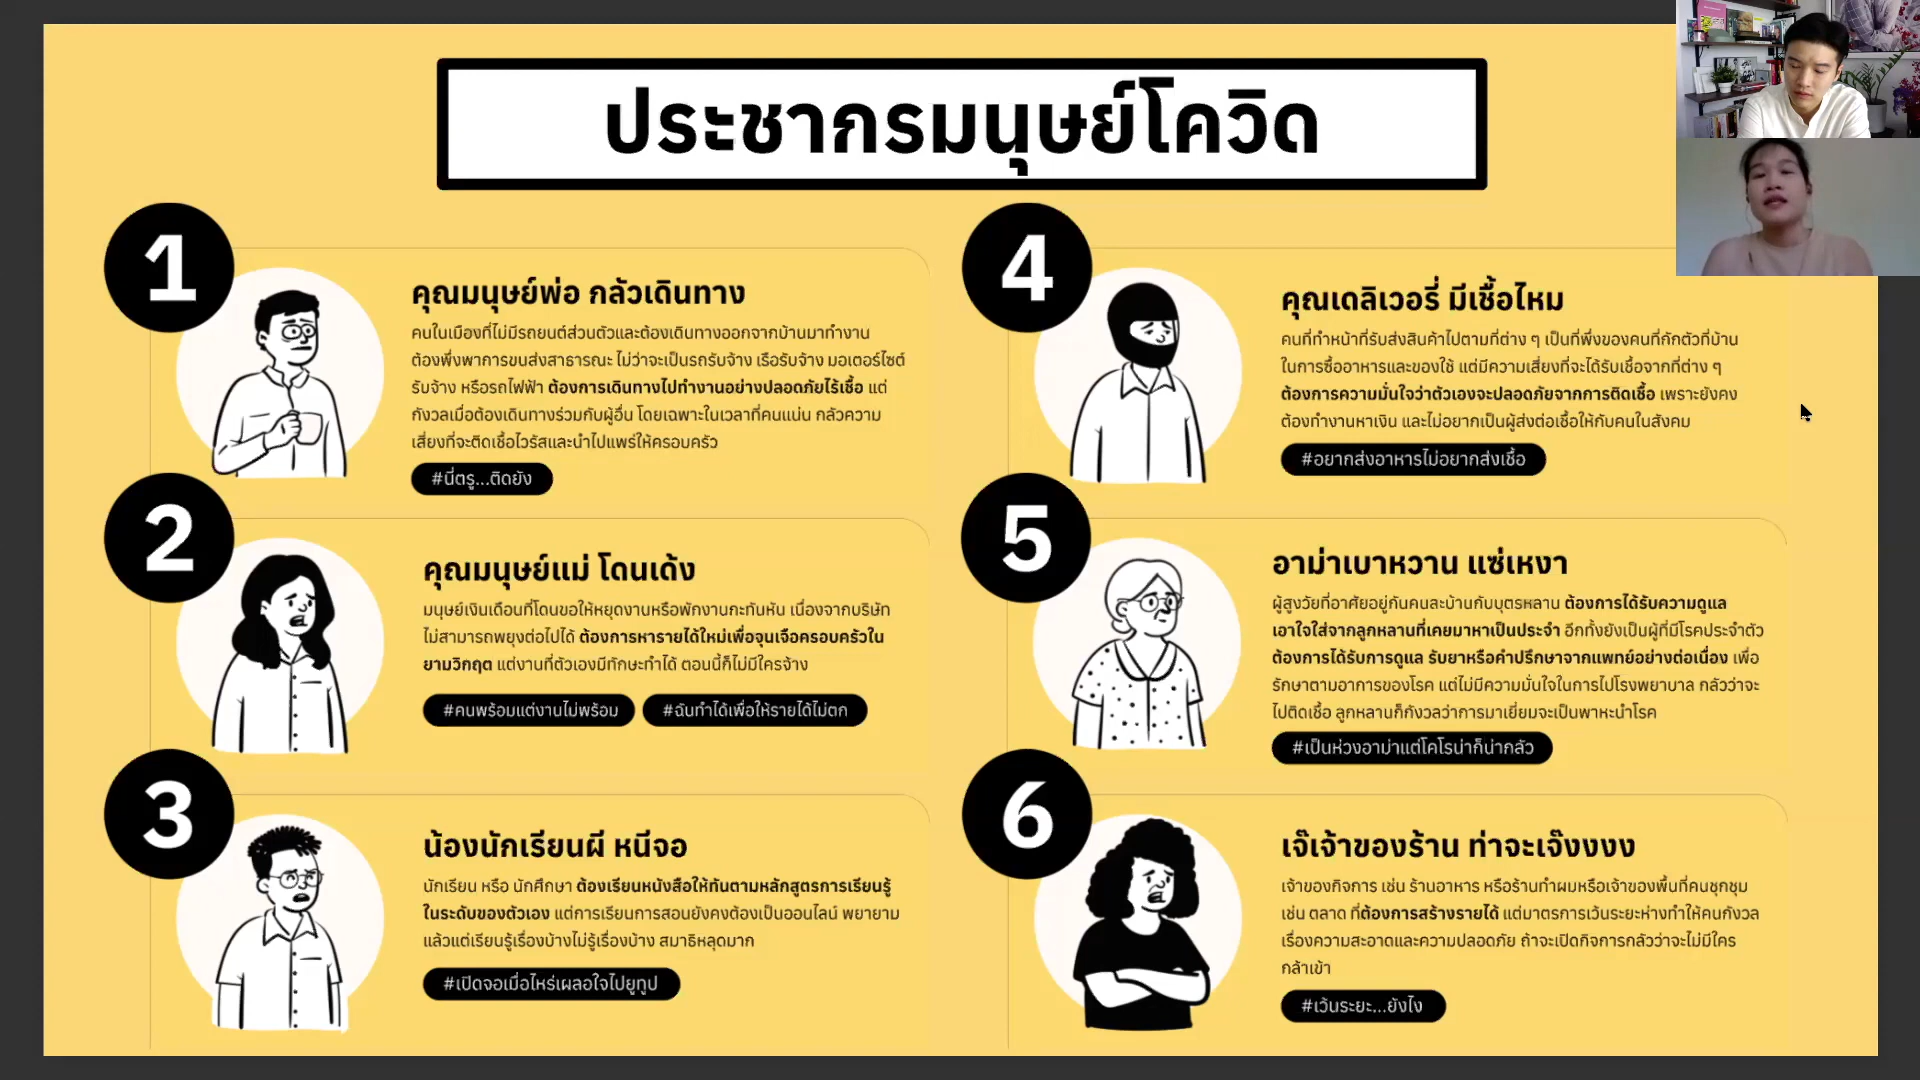 ประชากรมนุษย์โควิด
1
คุณมนุษย์พ่อ กลัวเดินทาง
คนในเมืองที่ไม่มีรถยนต์ส่วนตัวและต้องเดินทางออกจากบ้านมาทำงาน
ต้องพึ่งพาการขนส่งสาธารณะ ไม่ว่าจะเป็นรถรับจ้าง เรือรับจ้าง มอเตอร์ไซต์
รับจ้าง หรือรถไฟฟ้า ต้องการเดินทางไปทำงานอย่างปลอดภัยไร้เชื้อ แต่
กังวลเมื่อต้องเดินทางร่วมกับผู้อื่น โดยเฉพาะในเวลาที่คนแน่น กลัวความ
เสี่ยงที่จะติดเชื้อไวรัสและนำไปแพร่ให้ครอบครัว
#นี่ตรู...ติดยัง
2
คุณมนุษย์แม่ โดนเด้ง
มนุษย์เงินเดือนที่โดนขอให้หยุดงานหรือพักงานกะทันหัน เนื่องจากบริษัท
ไม่สามารถพยุงต่อไปได้ ต้องการหารายได้ใหม่เพื่อจุนเจือครอบครัวใน
ยามวิกฤต แต่งานที่ตัวเองมีทักษะทำได้ ตอนนี้ก็ไม่มีใครจ้าง
#คนพร้อมแต่งานไม่พร้อม #ฉันทำได้เพื่อให้รายได้ไม่ตก
3
น้องนักเรียนผี หนีจอ
นักเรียน หรือ นักศึกษา ต้องเรียนหนังสือให้ทันตามหลักสูตรการเรียนรู้
ในระดับของตัวเอง แต่การเรียนการสอนยังคงต้องเป็นออนไลน์ พยายาม
แล้วแต่เรียนรู้เรื่องบ้างไม่รู้เรื่องบ้าง สมาธิหลุดมาก
#เปิดจอเมื่อไหร่เผลอใจไปยูทูป
4
คุณเดลิเวอรี่ มีเชื้อไหม
คนที่ทำหน้าที่รับส่งสินค้าไปตามที่ต่าง ๆ เป็นที่พึ่งของคนที่กักตัวที่บ้าน
ในการซื้ออาหารและของใช้ แต่มีความเสี่ยงที่จะได้รับเชื้อจากที่ต่าง ๆ
ต้องการความมั่นใจว่าตัวเองจะปลอดภัยจากการติดเชื้อ เพราะยังคง
ต้องทำงานหาเงิน และไม่อยากเป็นผู้ส่งต่อเชื้อให้กับคนในสังคม
#อยากส่งอาหารไม่อยากส่งเชื้อ
5
อาม่าเบาหวาน แซ่เหงา
ผู้สูงวัยที่อาศัยอยู่กันคนละบ้านกับบุตรหลาน ต้องการได้รับความดูแล
เอาใจใส่จากลูกหลานที่เคยมาหาเป็นประจำ อีกทั้งยังเป็นผู้ที่มีโรคประจำตัว
ต้องการได้รับการดูแล รับยาหรือคำปรึกษาจากแพทย์อย่างต่อเนื่อง เพื่อ
รักษาตามอาการของโรค แต่ไม่มีความมั่นใจในการไปโรงพยาบาล กลัวว่าจะ
ไปติดเชื้อ ลูกหลานก็กังวลว่าการมาเยี่ยมจะเป็นพาหะนำโรค
#เป็นห่วงอาม่าแต่โคโรน่าก็น่ากลัว
6
เจ๊เจ้าของร้าน ท่าจะเจ๊งงงง
เจ้าของกิจการ เช่น ร้านอาหาร หรือร้านทำผมหรือเจ้าของพื้นที่คนชุกชุม
เช่น ตลาด ที่ต้องการสร้างรายได้ แต่มาตรการเว้นระยะห่างทำให้คนกังวล
เรื่องความสะอาดและความปลอดภัย ถ้าจะเปิดกิจการกลัวว่าจะไม่มีใคร
กล้าเข้า
#เว้นระยะ...ยังไง